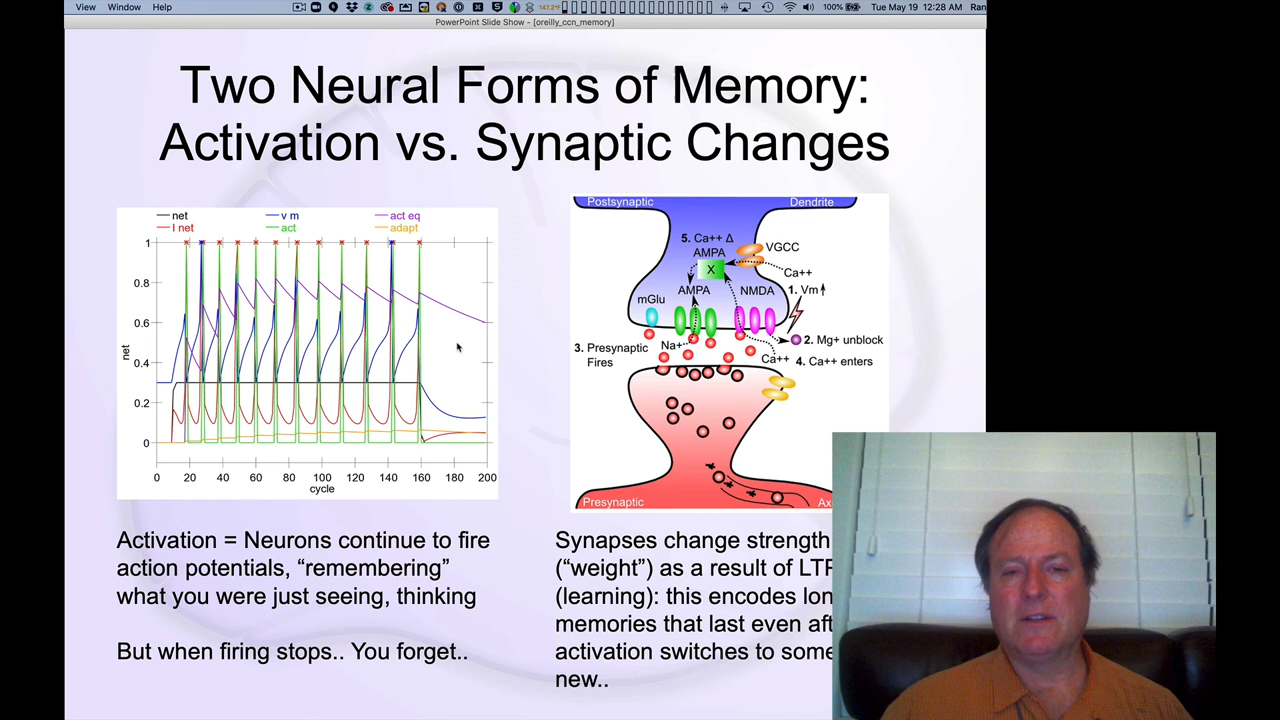 View Window Help
147.2°F
100%
Tue May 19 12:28 AM Ran
PowerPoint Slide Show - [oreilly_ccn_memory]
Two Neural Forms of Memory:
Activation vs. Synaptic Changes
net v m act eq
I net act adapt
1
0.8
0.6
0.4
0.2
0
net
0 20 40 60 80 100 120 140 160 180 200
cycle
Postsynaptic Dendrite
5. Ca++ Δ
AMPA
VGCC
X
Ca++
AMPA NMDA 1. Vm
mGlu
2. Mg+ unblock
3. Presynaptic
Fires
Na+
Ca++ 4. Ca++ enters
Presynaptic Ax
Activation = Neurons continue to fire
action potentials, “remembering”
what you were just seeing, thinking
But when firing stops.. You forget..
Synapses change strength
(“weight”) as a result of LTP
(learning): this encodes lon
memories that last even aft
activation switches to some
new..